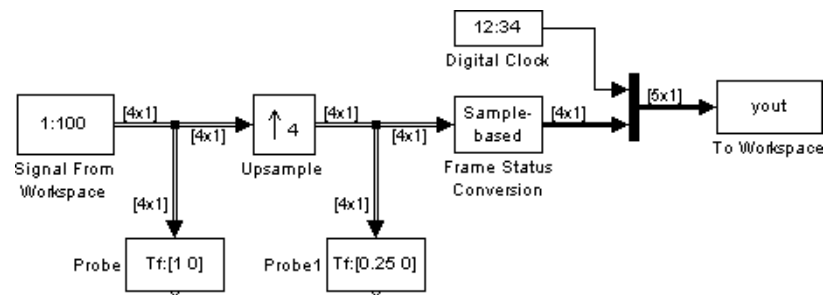 12:34
Digital Clock
[4x1]
[4x1]
[4x1]
[4x1]
[4x1]
[5x1]
1:100
↑ 4
Sample-
based
yout
Signal From
Workspace
Upsample
Frame Status
Conversion
To Workspace
[4x1]
[4x1]
Probe
Tf:[1 0]
Probe1
Tf:[0.25 0]